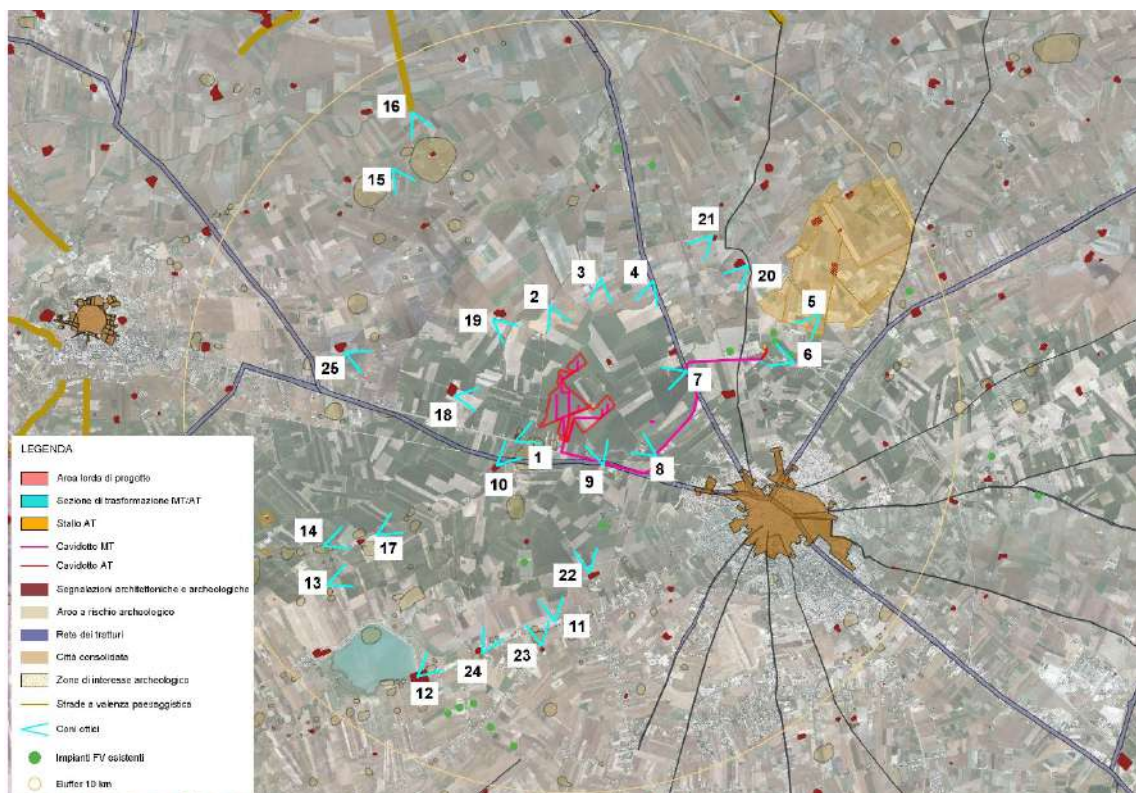 16
15
21
3
4
20
2
5
19
6
25
7
18
1
8
10
9
14
17
13
22
11
23
24
12
LEGENDA
Area lorda di progetto
Sezione di trasformazione MT/AT
Stallo AT
Cavidotto MT
Cavidotto AT
Segnalazioni architettoniche e archeologiche
Area a rischio archeologico
Rete dei tratturi
Città consolidata
Zone di interesse archeologico
Strade a valenza paesaggistica
Coni ottici
Impianti FV esistenti
Buffer 10 km